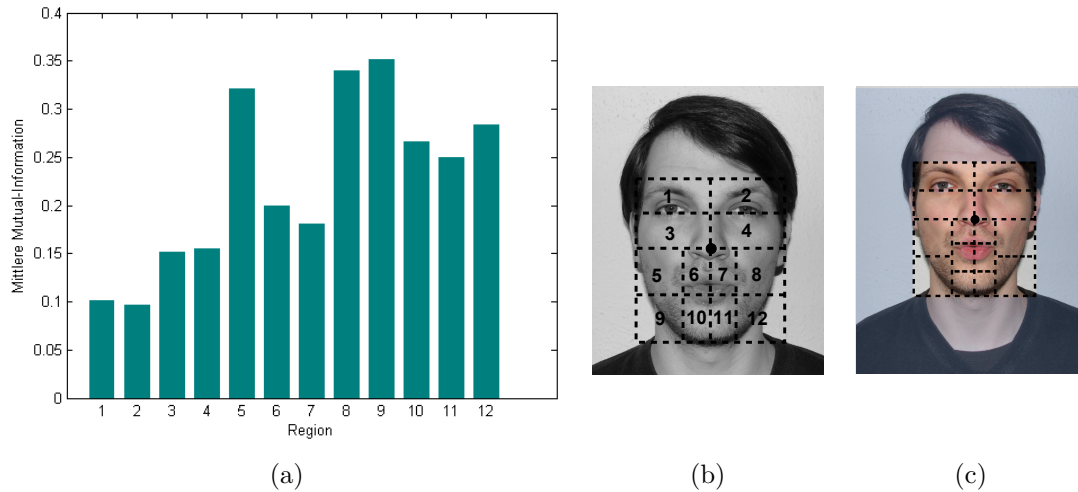 0.4
0.35
0.3
0.25
0.2
0.15
0.1
0.05
0
Mittlere Mutual-Information
1 2 3 4 5 6 7 8 9 10 11 12
Region
(a)
1 2
3 4
5 6 7 8
9 10 11 12
(b)
(c)